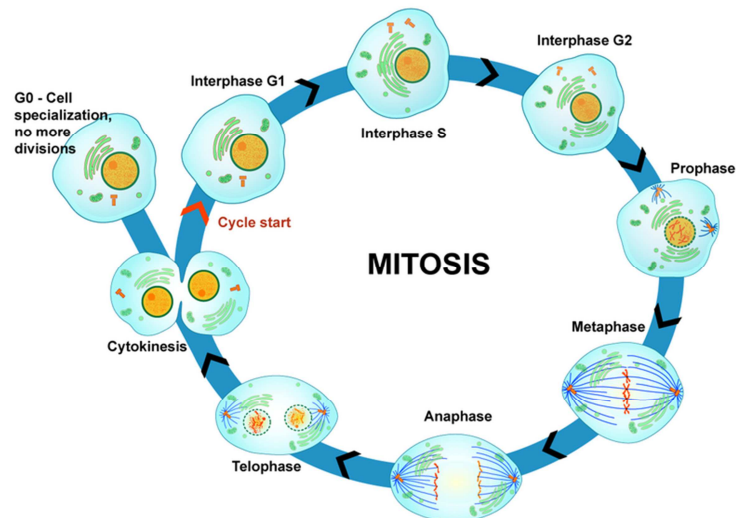 MITOSIS
G0 - Cell
specialization,
no more
divisions
Interphase G1
Interphase S
Interphase G2
Prophase
Cycle start
Metaphase
Cytokinesis
Anaphase
Telophase